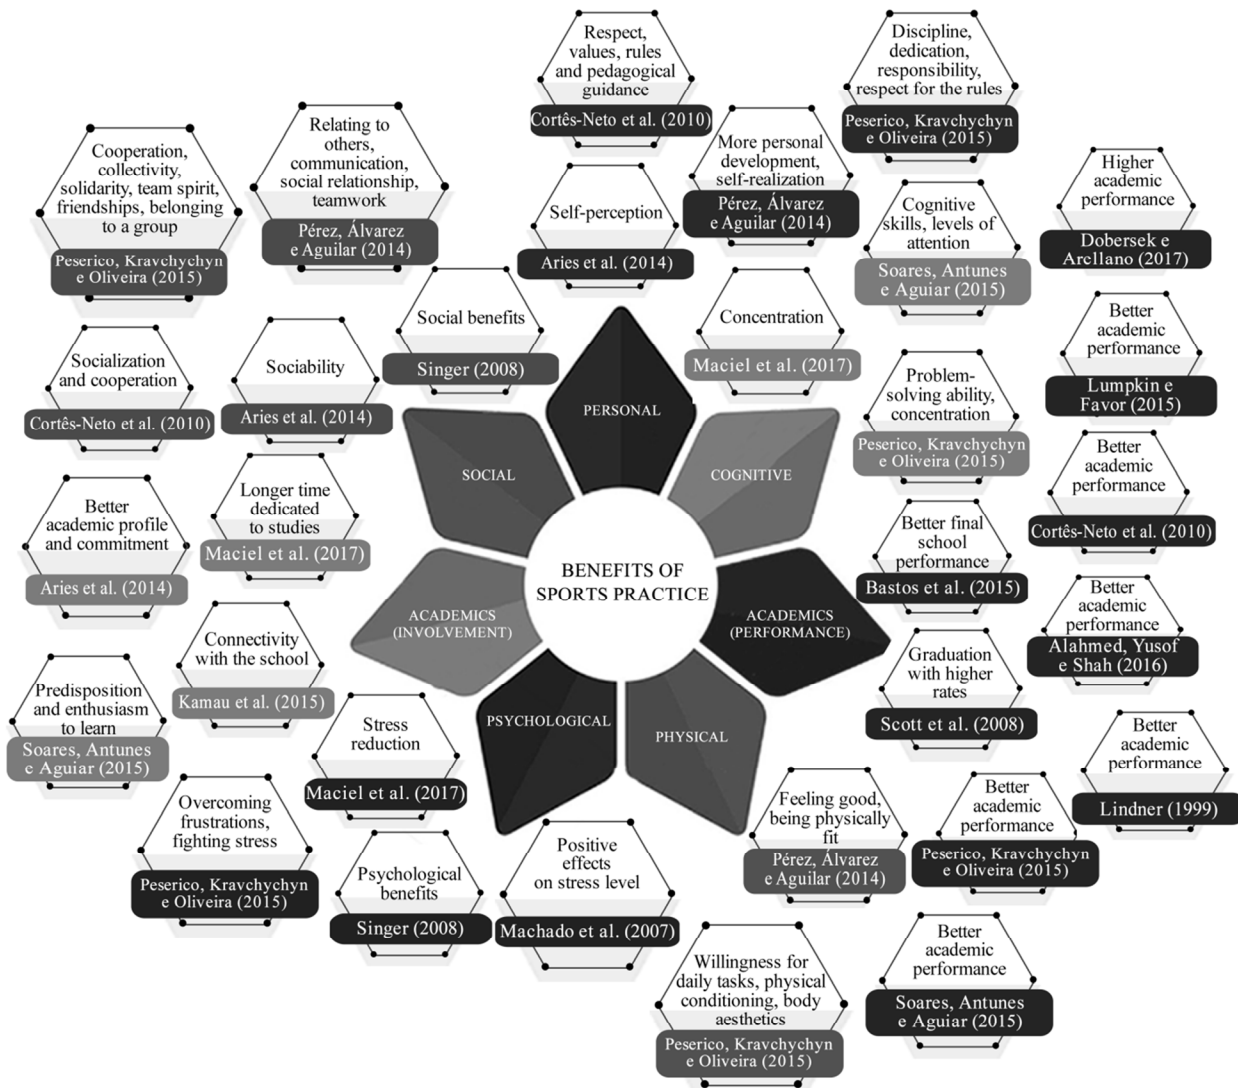 Respect,
values, rules
and pedagogical
guidance
Cortês-Neto et al. (2010)
Discipline,
dedication,
responsibility,
respect for the rules
Peserico, Kravchychyn
e Oliveira (2015)
Cooperation,
collectivity,
solidarity, team spirit,
friendships, belonging
to a group
Peserico, Kravchychyn
e Oliveira (2015)
Relating to
others,
communication,
social relationship,
teamwork
Pérez, Álvarez
e Aguilar (2014)
Self-perception
Aries et al. (2014)
More personal
development,
self-realization
Pérez, Álvarez
e Aguilar (2014)
Cognitive
skills, levels of
attention
Soares, Antunes
e Aguiar (2015)
Higher
academic
performance
Dobersek e
Arellano (2017)
Socialization
and cooperation
Cortês-Neto et al. (2010)
Sociability
Aries et al. (2014)
Social benefits
Singer (2008)
Concentration
Maciel et al. (2017)
Problem-
solving ability,
concentration
Peserico, Kravchychyn
e Oliveira (2015)
Better
academic
performance
Lumpkin e
Favor (2015)
PERSONAL
SOCIAL
COGNITIVE
ACADEMICS
(INVOLVEMENT)
BENEFITS OF
SPORTS PRACTICE
ACADEMICS
(PERFORMANCE)
PSYCHOLOGICAL
PHYSICAL
Better
academic profile
and commitment
Aries et al. (2014)
Longer time
dedicated
to studies
Maciel et al. (2017)
Better final
school
performance
Bastos et al. (2015)
Better
academic
performance
Cortês-Neto et al. (2010)
Connectivity
with the school
Kamau et al. (2015)
Graduation
with higher
rates
Scott et al. (2008)
Better
academic
performance
Alahmed, Yusof
e Shah (2016)
Predisposition
and enthusiasm
to learn
Soares, Antunes
e Aguiar (2015)
Stress
reduction
Maciel et al. (2017)
Better
academic
performance
Lindner (1999)
Overcoming
frustrations,
fighting stress
Peserico, Kravchychyn
e Oliveira (2015)
Psychological
benefits
Singer (2008)
Positive
effects
on stress level
Machado et al. (2007)
Feeling good,
being physically
fit
Pérez, Álvarez
e Aguilar (2014)
Better
academic
performance
Peserico, Kravchychyn
e Oliveira (2015)
Willingness for
daily tasks, physical
conditioning, body
aesthetics
Peserico, Kravchychyn
e Oliveira (2015)
Better
academic
performance
Soares, Antunes
e Aguiar (2015)